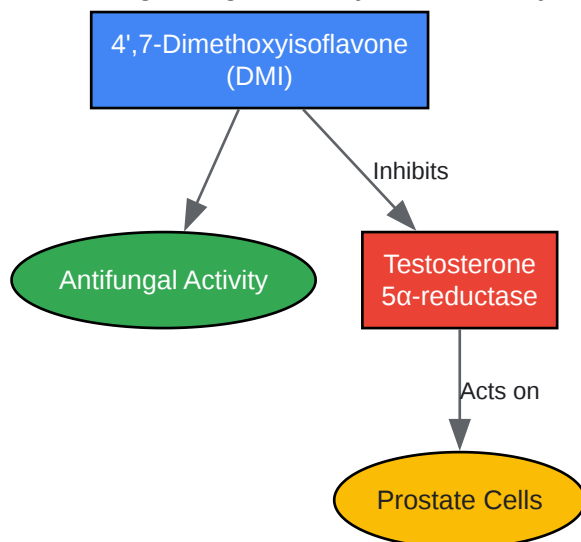 4',7-Dimethoxyisoflavone
(DMI)
Inhibits
Antifungal Activity
Testosterone
5α-reductase
Acts on
Prostate Cells